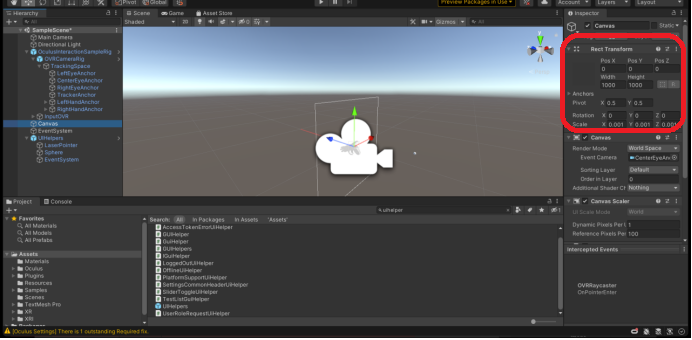 Pivot Global Preview Packages in Use Account Layers Layout
Hierarchy
All
SampleScene*
Main Camera
Directional Light
OculusInteractionSampleRig
OVRCameraRig
TrackingSpace
LeftEyeAnchor
CenterEyeAnchor
RightEyeAnchor
TrackerAnchor
LeftHandAnchor
RightHandAnchor
InputOVR
Canvas
EventSystem
UIHelpers
LaserPointer
Sphere
EventSystem
Scene Game Asset Store
Shaded 2D Gizmos All
Inspector
Canvas Static
Rect Transform
Pos X Pos Y Pos Z
0 0 0
Width Height
1000 1000 R
Anchors
Pivot X 0.5 Y 0.5
Rotation X 0 Y 0 Z 0
Scale X 0.001 Y 0.001 Z 0.001
Canvas
Render Mode World Space
Event Camera CenterEyeAn
Sorting Layer Default
Order in Layer 0
Additional Shader Ch Nothing
Canvas Scaler
UI Scale Mode World
Dynamic Pixels Per U 1
Reference Pixels Per 100
Intercepted Events
OVRRaycaster
OnPointerEnter
Project Console
Favorites
All Materials
All Models
All Prefabs
Assets
Materials
Oculus
Plugins
Resources
Samples
Scenes
TextMesh Pro
XR
XRI
Packages
uihelper
Search: All In Packages In Assets 'Assets'
AccessTokenErrorUiHelper
GUIHelper
GuiHelper
GUIHelpers
IGuiHelper
LoggedOutUiHelper
OfflineUiHelper
PlatformSupportUiHelper
SettingsCommonHeaderUiHelper
SliderToggleUiHelper
TestListGuiHelper
UIHelpers
UserRoleRequestUiHelper
[Oculus Settings] There is 1 outstanding Required fix.